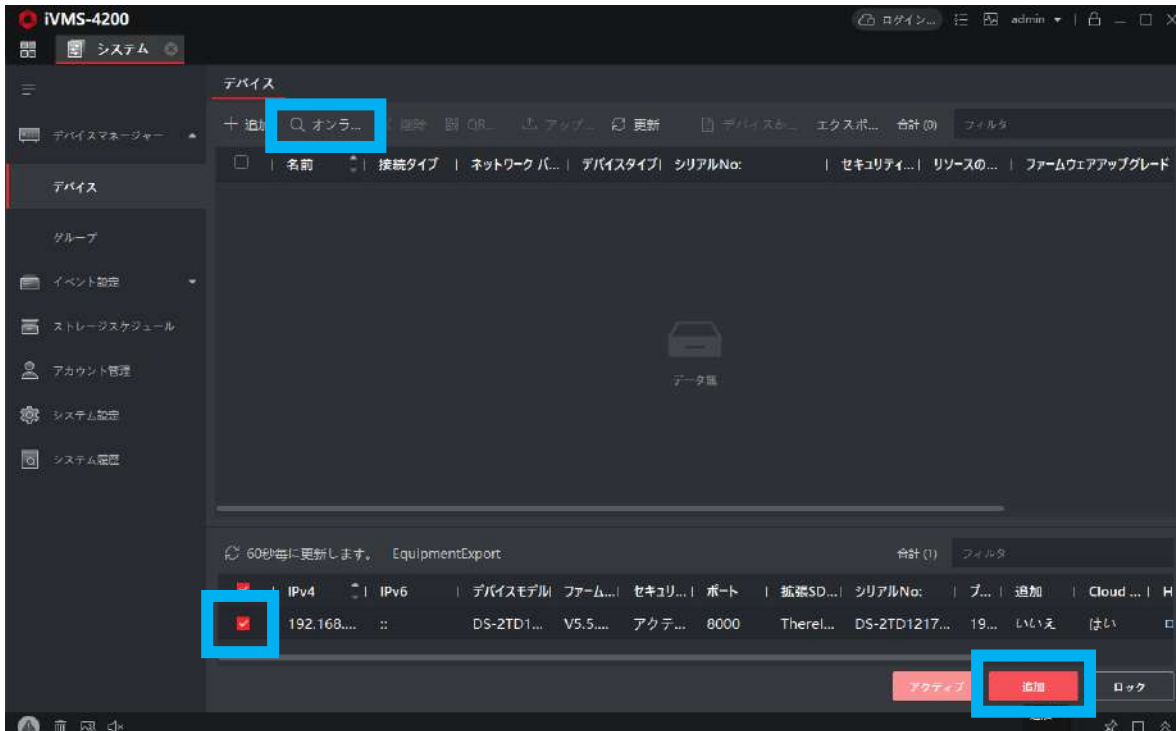 iVMS-4200
ログイン... admin
システム
デバイス
+ 追加 オンラ... 削除 QR... アップ... 更新 デバイスか... エクスポ... 合計(0) フィルタ
名前 接続タイプ ネットワーク バ... デバイスタイプ シリアルNo: セキュリティ... リソースの... ファームウェアアップグレード
デバイスマネージャー
デバイス
グループ
イベント設定
ストレージスケジュール
アカウント管理
システム設定
システム履歴
データ無
60秒毎に更新します。 EquipmentExport 合計(1) フィルタ
IPv4 IPv6 デバイスモデル ファーム... セキュリ... ポート 拡張SD... シリアルNo: ブ... 追加 Cloud ... H
192.168.... :: DS-2TD1... V5.5.... アクテ... 8000 ThereI... DS-2TD1217... 19... いいえ はい
アクティブ 追加 ロック